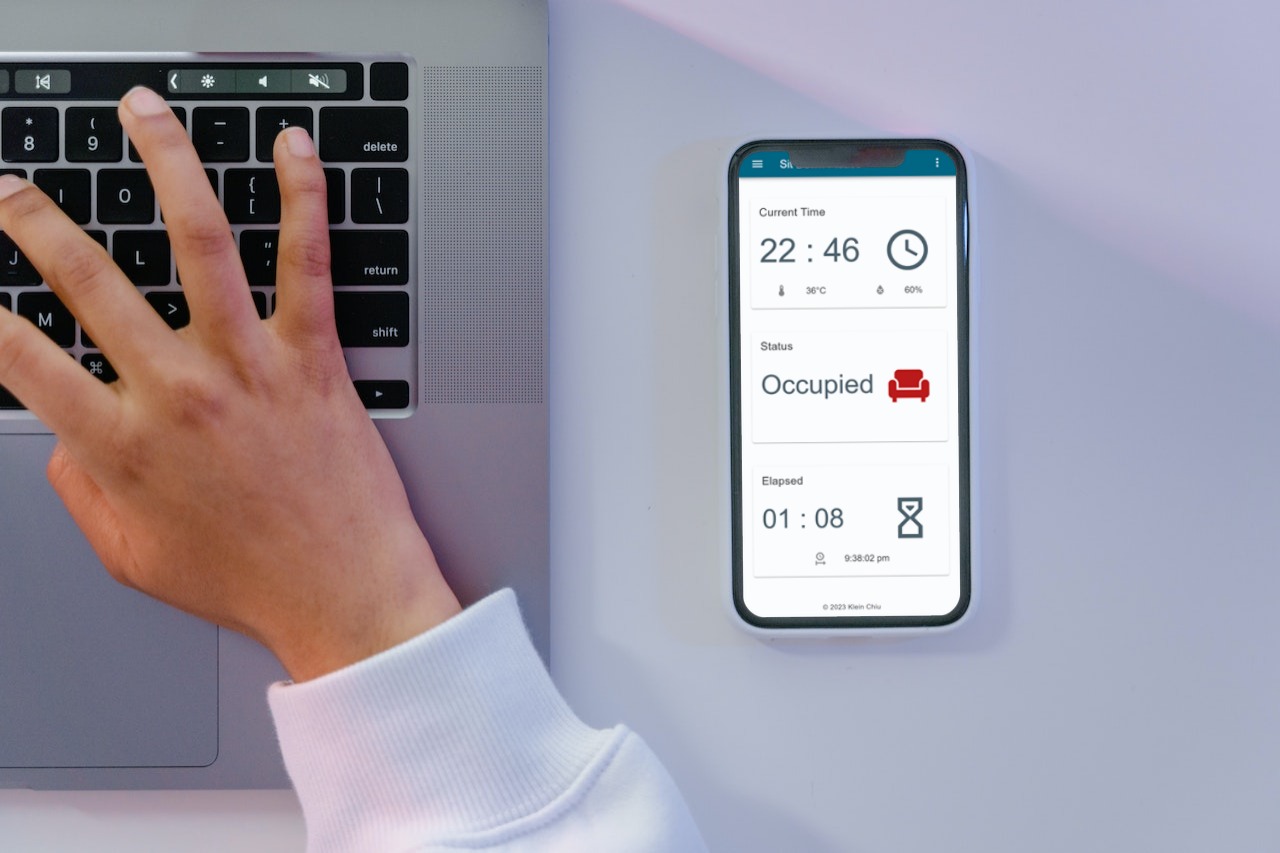 *
8
(
9
—
-
+
delete
I
O
{
[
|
\
J
L
"
'
return
M
>
shift
⌘
Sit
Current Time
22 : 46
36°C
60%
Status
Occupied
Elapsed
01 : 08
9:38:02 pm
© 2023 Klein Chiu